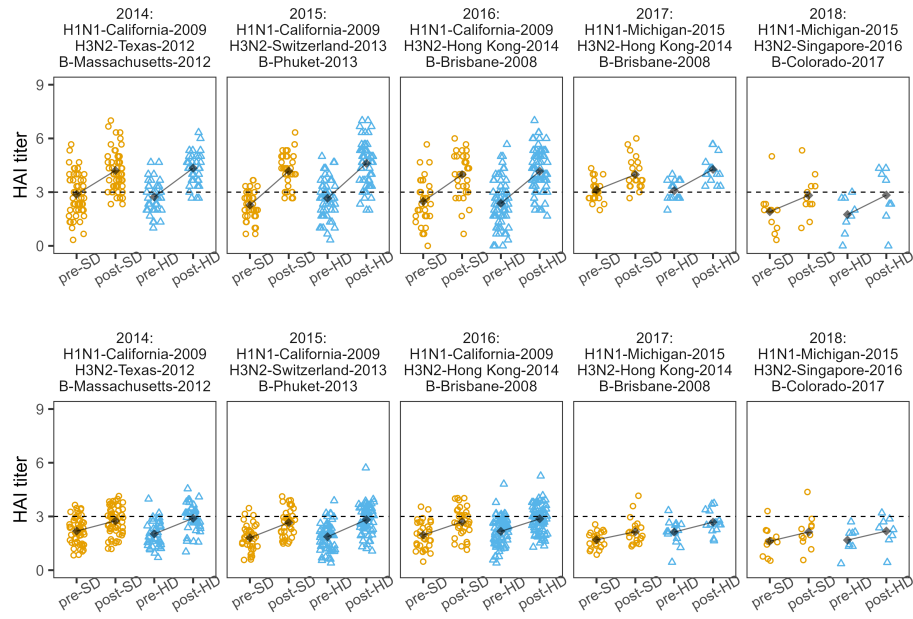 2014:
H1N1-California-2009
H3N2-Texas-2012
B-Massachusetts-2012
2015:
H1N1-California-2009
H3N2-Switzerland-2013
B-Phuket-2013
2016:
H1N1-California-2009
H3N2-Hong Kong-2014
B-Brisbane-2008
2017:
H1N1-Michigan-2015
H3N2-Hong Kong-2014
B-Brisbane-2008
2018:
H1N1-Michigan-2015
H3N2-Singapore-2016
B-Colorado-2017
HAI titer
9
6
3
0
pre-SD post-SD pre-HD post-HD
pre-SD post-SD pre-HD post-HD
pre-SD post-SD pre-HD post-HD
pre-SD post-SD pre-HD post-HD
pre-SD post-SD pre-HD post-HD
2014:
H1N1-California-2009
H3N2-Texas-2012
B-Massachusetts-2012
2015:
H1N1-California-2009
H3N2-Switzerland-2013
B-Phuket-2013
2016:
H1N1-California-2009
H3N2-Hong Kong-2014
B-Brisbane-2008
2017:
H1N1-Michigan-2015
H3N2-Hong Kong-2014
B-Brisbane-2008
2018:
H1N1-Michigan-2015
H3N2-Singapore-2016
B-Colorado-2017
HAI titer
9
6
3
0
pre-SD post-SD pre-HD post-HD
pre-SD post-SD pre-HD post-HD
pre-SD post-SD pre-HD post-HD
pre-SD post-SD pre-HD post-HD
pre-SD post-SD pre-HD post-HD